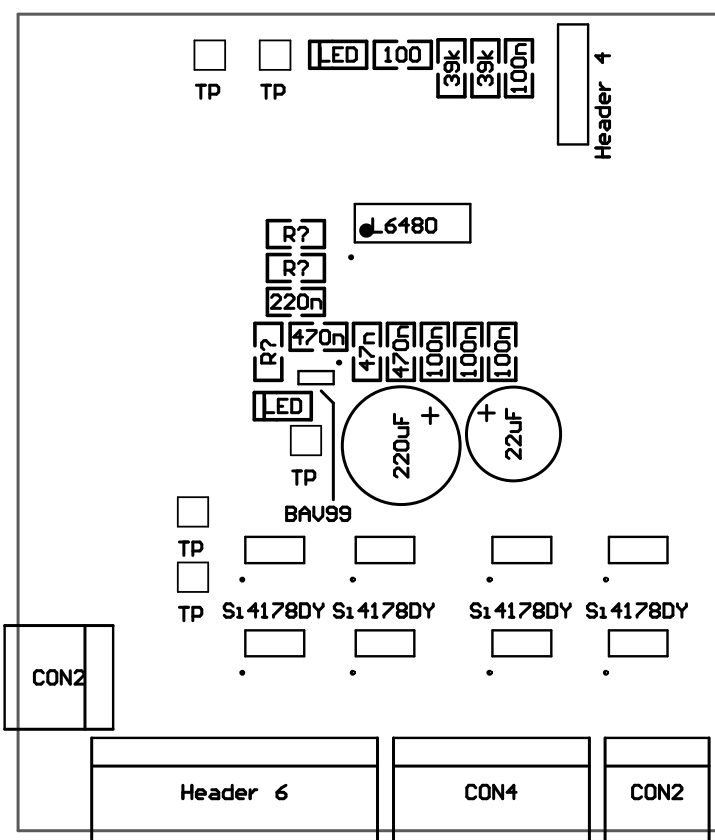 LED 100 39k 39k 100n
TP TP
Header 4
L6480
R?
R?
220n
R? 470n 47n 470n 100n 100n 100n
LED
220uF + + 22uF
TP
BAV99
TP
TP Si4178DY Si4178DY Si4178DY Si4178DY
CON2
Header 6 CON4 CON2